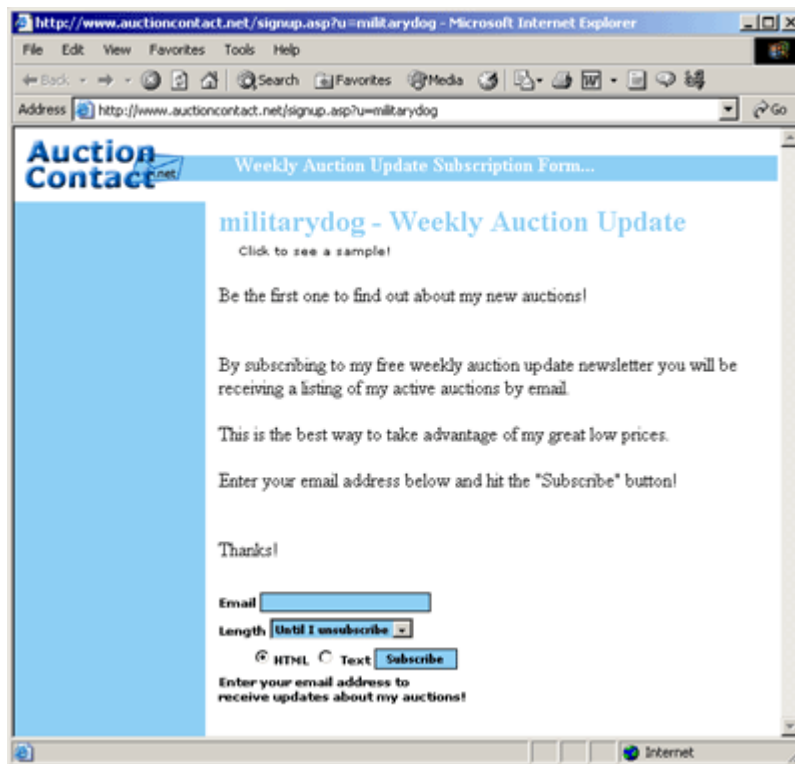 http://www.auctioncontact.net/signup.asp?u=militarydog - Microsoft Internet Explorer
File Edit View Favorites Tools Help
Back Search Favorites Media
Address http://www.auctioncontact.net/signup.asp?u=militarydog Go
Auction
Contact .net
Weekly Auction Update Subscription Form...
militarydog - Weekly Auction Update
Click to see a sample!
Be the first one to find out about my new auctions!
By subscribing to my free weekly auction update newsletter you will be
receiving a listing of my active auctions by email.
This is the best way to take advantage of my great low prices.
Enter your email address below and hit the "Subscribe" button!
Thanks!
Email
Length Until I unsubscribe
HTML Text Subscribe
Enter your email address to
receive updates about my auctions!
Internet